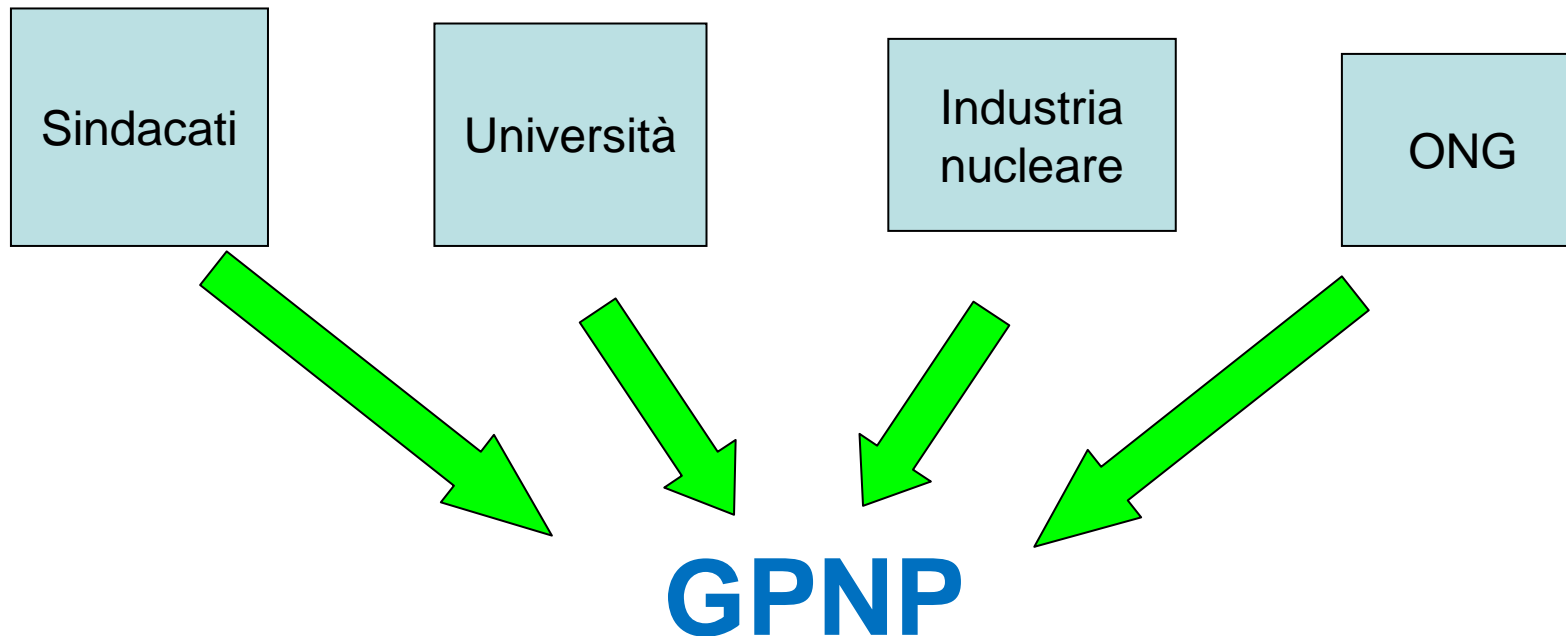 Sindacati
Università
Industria
nucleare
ONG
GPNP